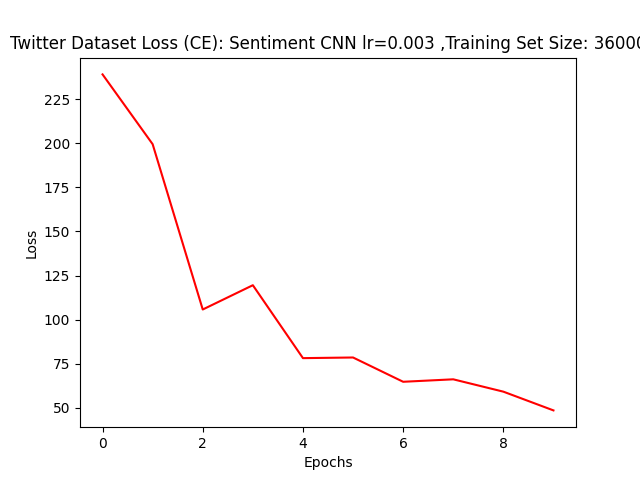 Twitter Dataset Loss (CE): Sentiment CNN lr=0.003 ,Training Set Size: 36000
225
200
175
150
125
100
75
50
Loss
0 2 4 6 8
Epochs